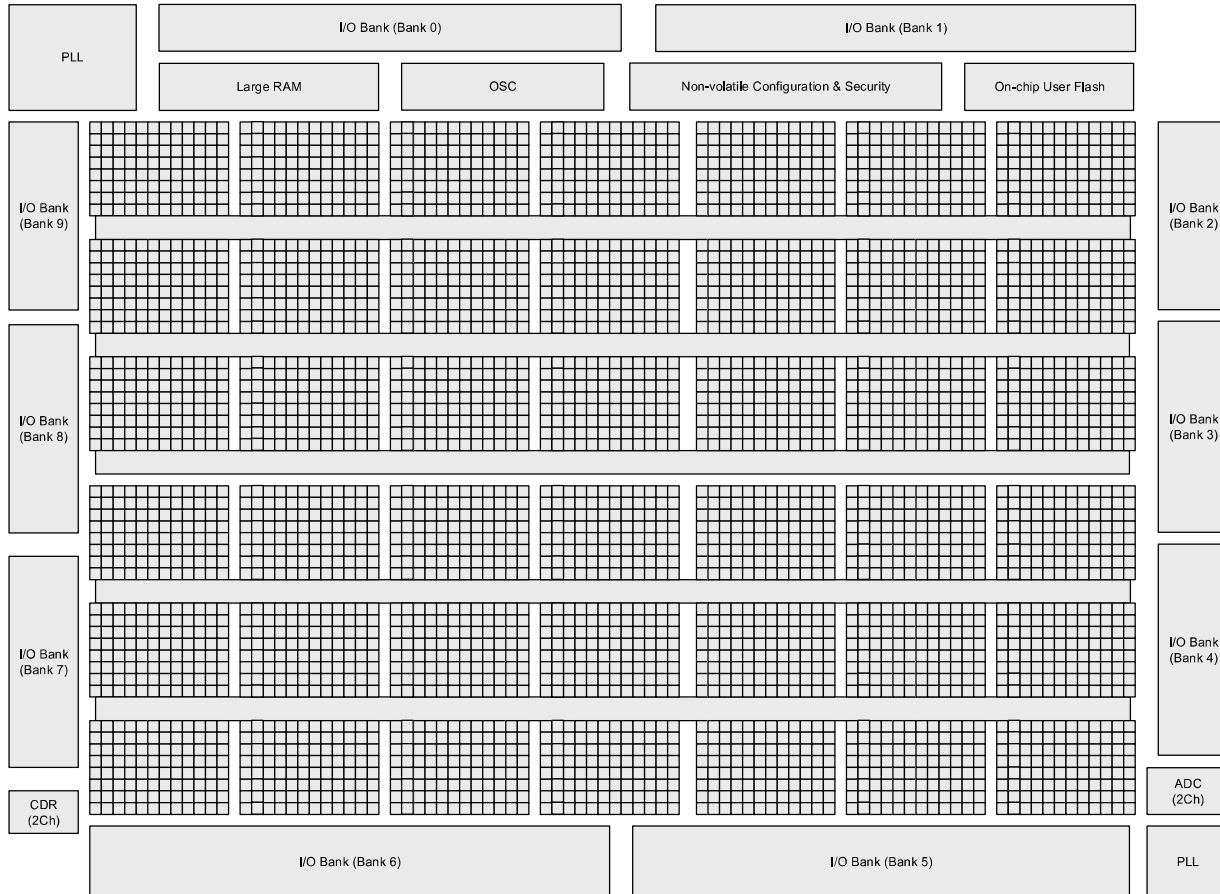 PLL
I/O Bank (Bank 0)
I/O Bank (Bank 1)
Large RAM
OSC
Non-volatile Configuration & Security
On-chip User Flash
I/O Bank
(Bank 9)
I/O Bank
(Bank 2)
I/O Bank
(Bank 8)
I/O Bank
(Bank 3)
I/O Bank
(Bank 7)
I/O Bank
(Bank 4)
CDR
(2Ch)
ADC
(2Ch)
I/O Bank (Bank 6)
I/O Bank (Bank 5)
PLL